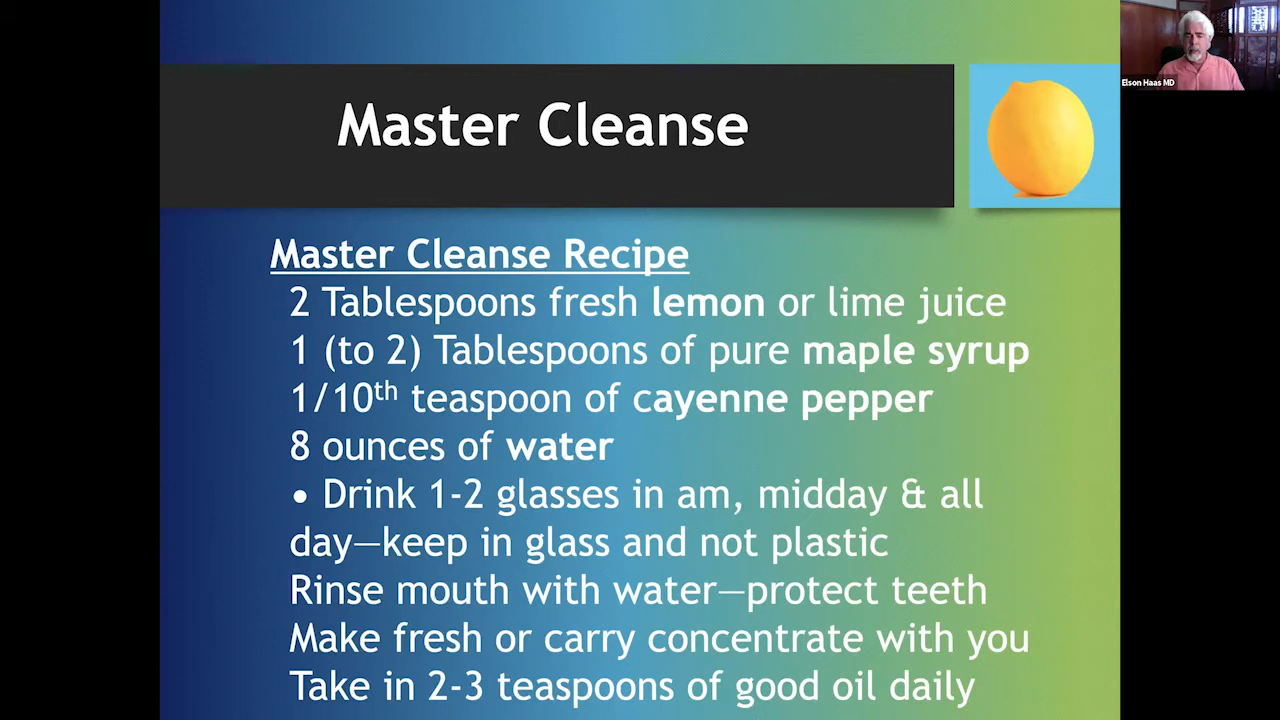 Elson Haas MD
Master Cleanse
Master Cleanse Recipe
2 Tablespoons fresh lemon or lime juice
1 (to 2) Tablespoons of pure maple syrup
1/10th teaspoon of cayenne pepper
8 ounces of water
• Drink 1-2 glasses in am, midday & all
day—keep in glass and not plastic
Rinse mouth with water—protect teeth
Make fresh or carry concentrate with you
Take in 2-3 teaspoons of good oil daily